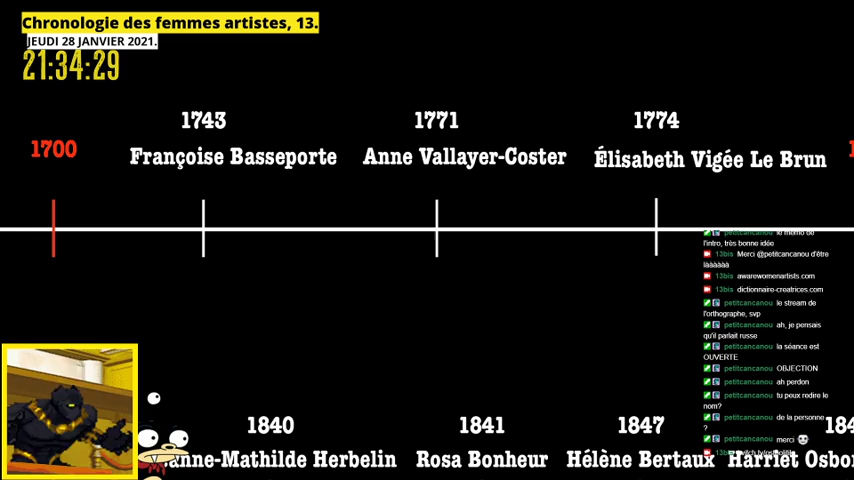 Chronologie des femmes artistes, 13.
JEUDI 28 JANVIER 2021.
21:34:29
1743
1771
1774
1700
Françoise Basseporte
Anne Vallayer-Coster
Élisabeth Vigée Le Brun
petitcancanou le mémo de
l'intro, très bonne idée
13bis Merci @petitcancanou d'être
làààààà
13bis awarewomenartists.com
13bis dictionnaire-creatrices.com
petitcancanou le stream de
l'orthographe, svp
petitcancanou ah, je pensais
qu'il parlait russe
petitcancanou la séance est
OUVERTE
petitcancanou OBJECTION
petitcancanou ah perdon
petitcancanou tu peux redire le
nom?
petitcancanou de la personne
?
petitcancanou merci
13bis
1840
1841
1847
anne-Mathilde Herbelin
Rosa Bonheur
Hélène Bertaux
Harriet Osbor